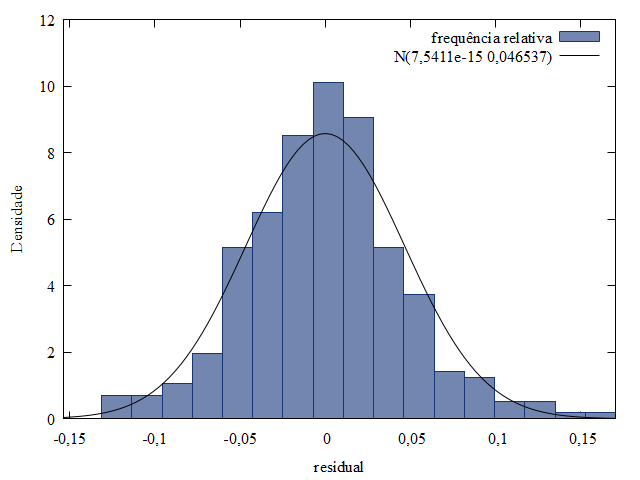 frequência relativa
N(7,5411e-15 0,046537)
12
10
8
6
4
2
0
Densidade
-0,15 -0,1 -0,05 0 0,05 0,1 0,15
residual